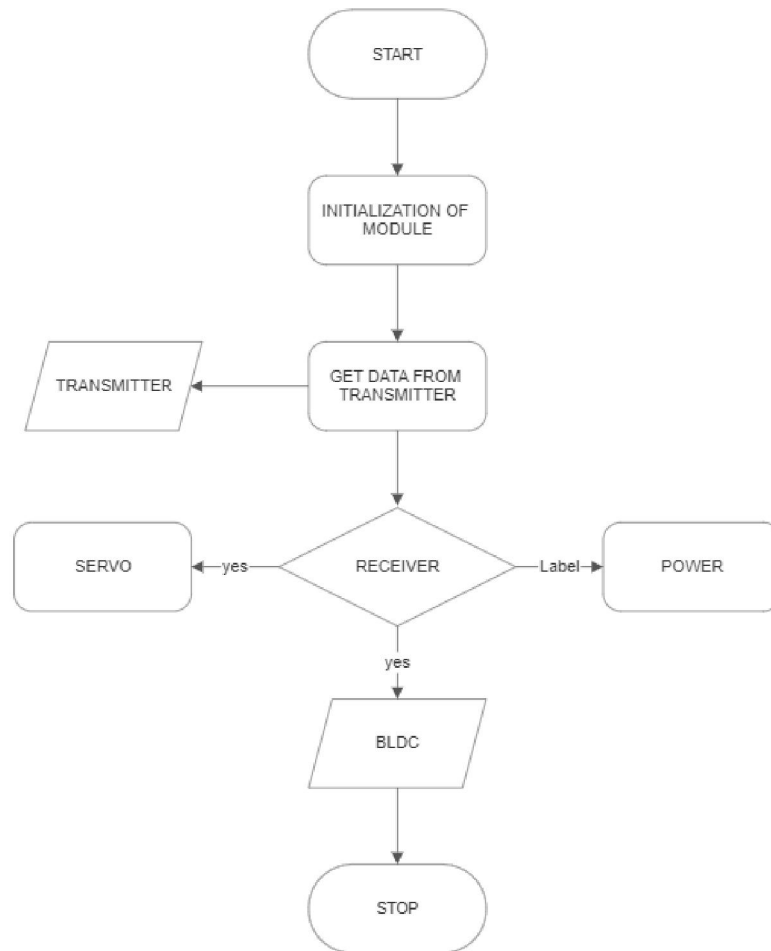 START
INITIALIZATION OF
MODULE
TRANSMITTER
GET DATA FROM
TRANSMITTER
SERVO
yes
RECEIVER
Label
POWER
yes
BLDC
STOP